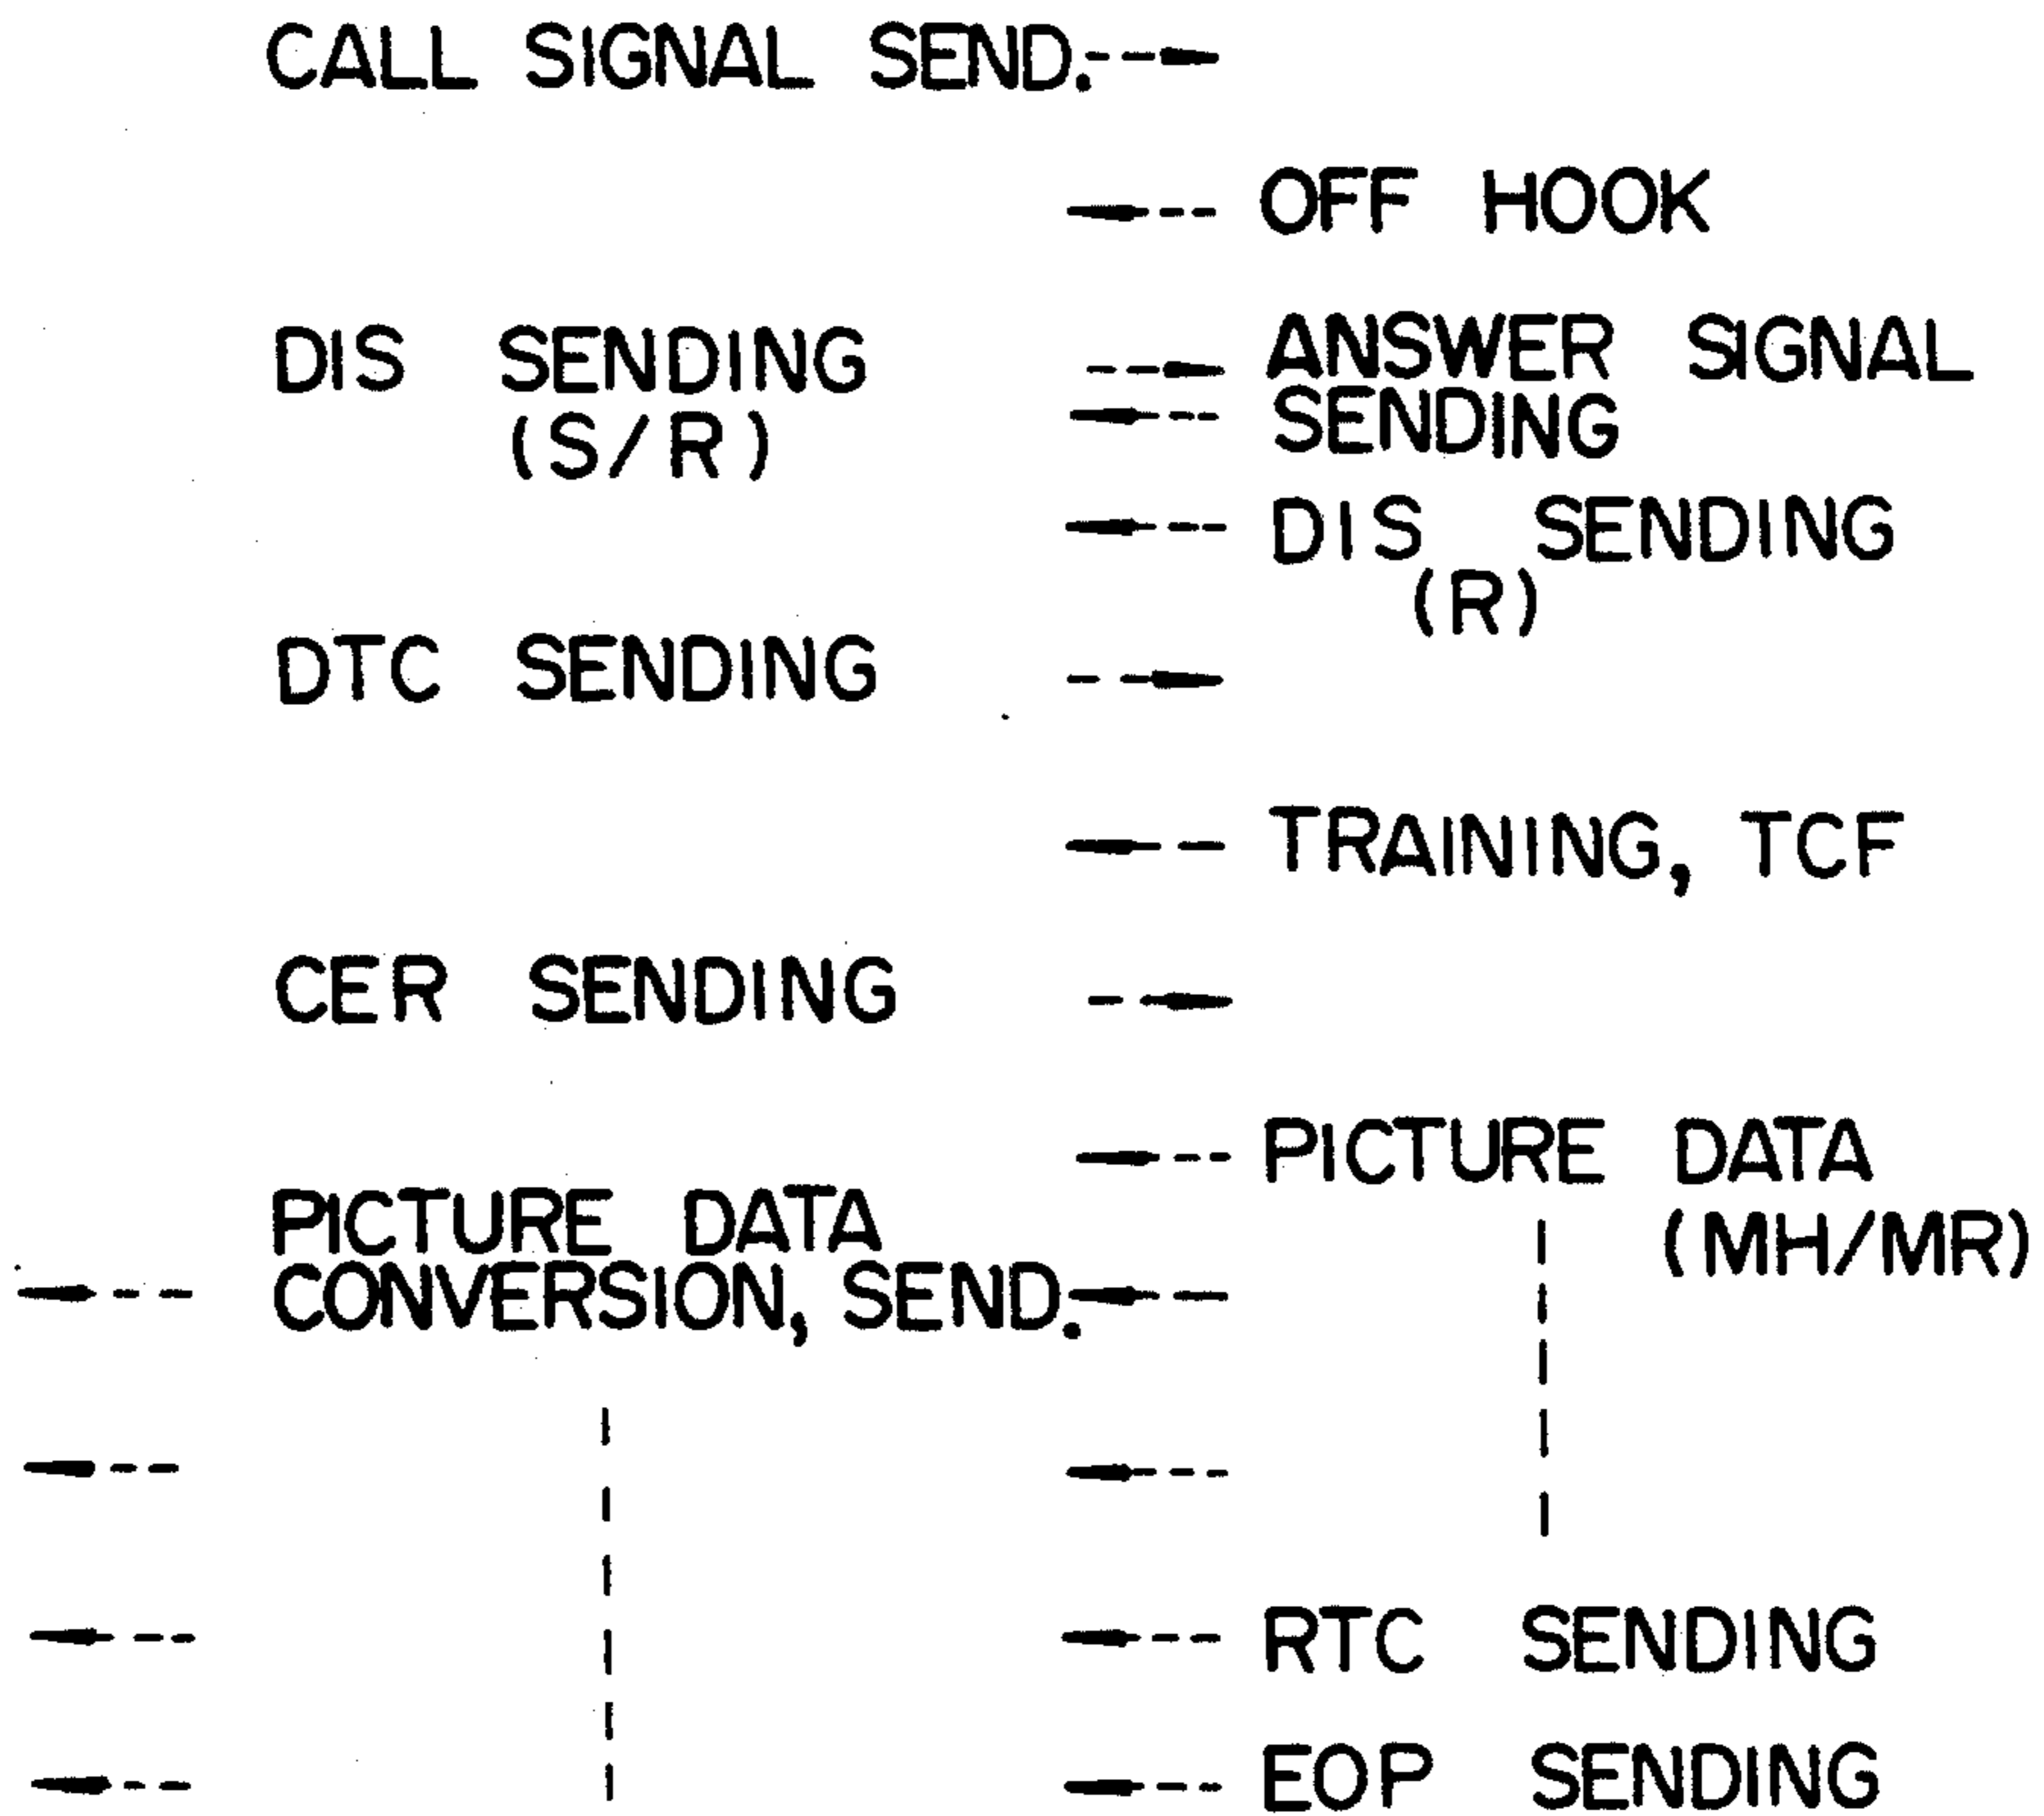 CALL SIGNAL SEND.
OFF HOOK
DIS SENDING
(S/R)
ANSWER SIGNAL
SENDING
DIS SENDING
(R)
DTC SENDING
TRAINING, TCF
CER SENDING
PICTURE DATA
(MH/MR)
PICTURE DATA
CONVERSION, SEND.
RTC SENDING
EOP SENDING